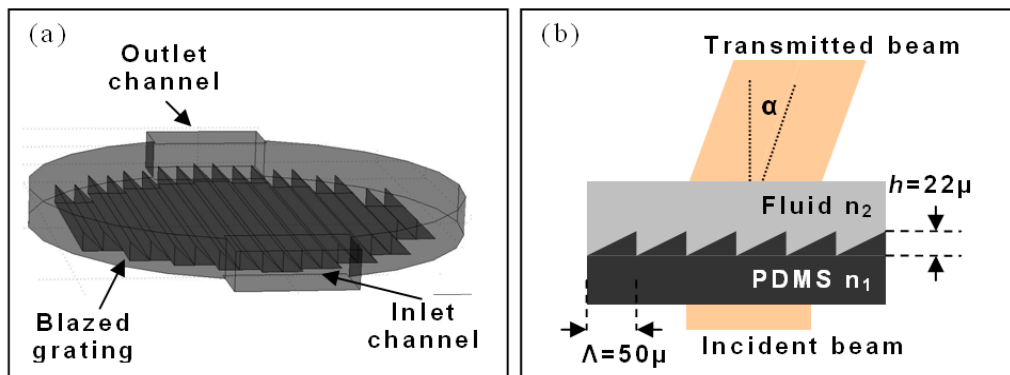 (a)
Outlet
channel
Blazed
grating
Inlet
channel
(b)
Transmitted beam
α
h=22μ
Fluid n₂
PDMS n₁
Λ=50μ
Incident beam